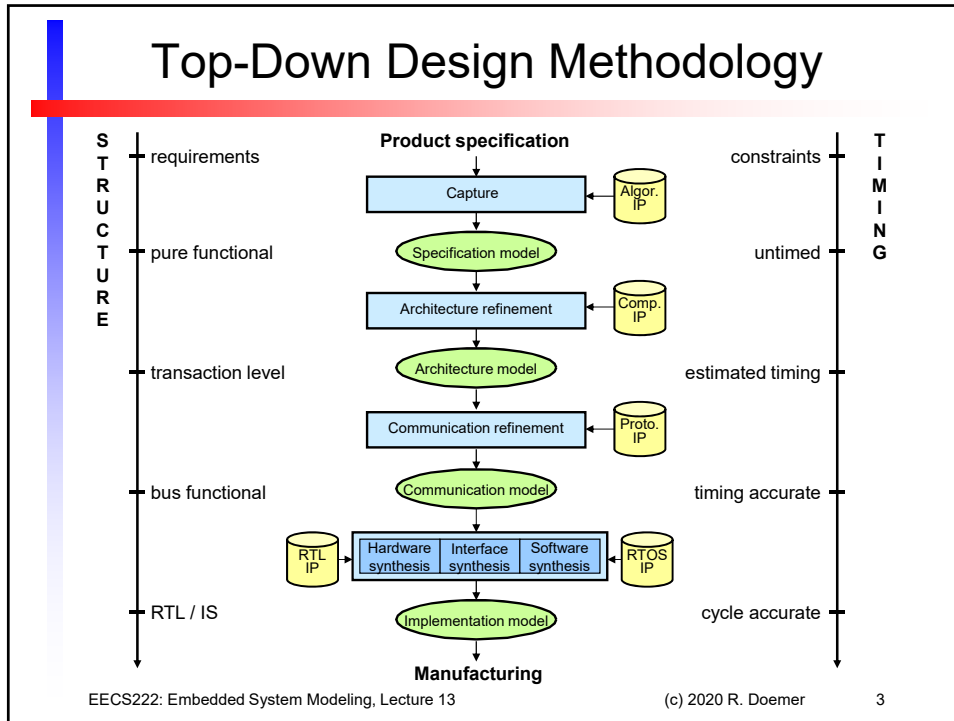 Top-Down Design Methodology
STRUCTURE
TIMING
Product specification
requirements
constraints
Capture
Algor.
IP
pure functional
Specification model
untimed
Architecture refinement
Comp.
IP
transaction level
Architecture model
estimated timing
Communication refinement
Proto.
IP
bus functional
Communication model
timing accurate
RTL
IP
Hardware
synthesis
Interface
synthesis
Software
synthesis
RTOS
IP
RTL / IS
Implementation model
cycle accurate
Manufacturing
EECS222: Embedded System Modeling, Lecture 13
(c) 2020 R. Doemer
3